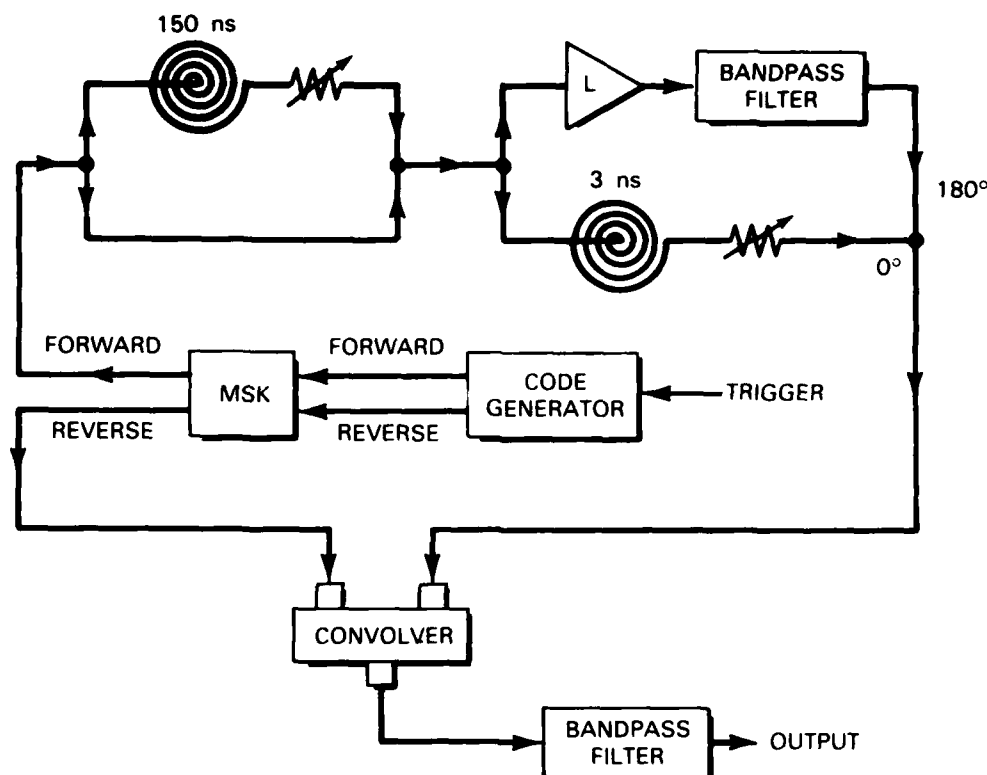 150 ns
L
BANDPASS
FILTER
3 ns
180°
0°
FORWARD
FORWARD
MSK
CODE
GENERATOR
TRIGGER
REVERSE
REVERSE
CONVOLVER
BANDPASS
FILTER
OUTPUT